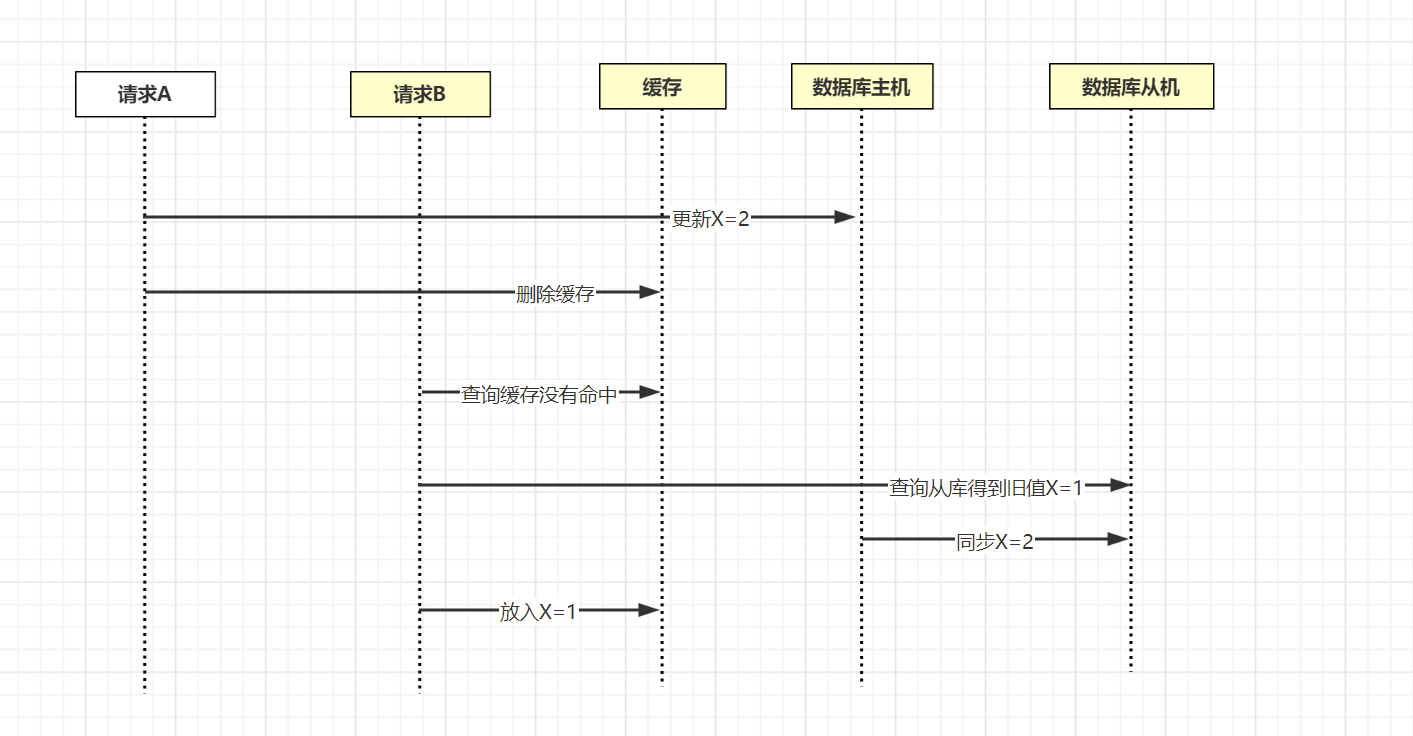 请求A
请求B
缓存
数据库主机
数据库从机
更新X=2
删除缓存
查询缓存没有命中
查询从库得到旧值X=1
同步X=2
放入X=1